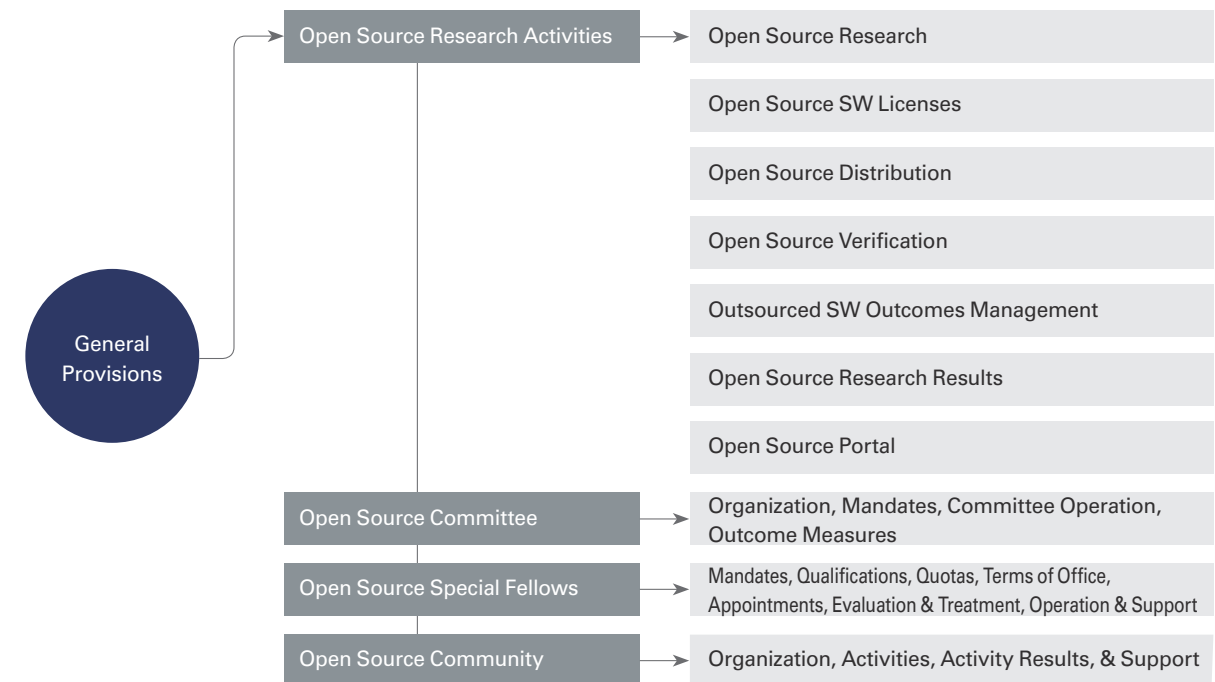 General
Provisions
Open Source Research Activities
Open Source Research
Open Source SW Licenses
Open Source Distribution
Open Source Verification
Outsourced SW Outcomes Management
Open Source Research Results
Open Source Portal
Open Source Committee
Organization, Mandates, Committee Operation,
Outcome Measures
Open Source Special Fellows
Mandates, Qualifications, Quotas, Terms of Office,
Appointments, Evaluation & Treatment, Operation & Support
Open Source Community
Organization, Activities, Activity Results, & Support